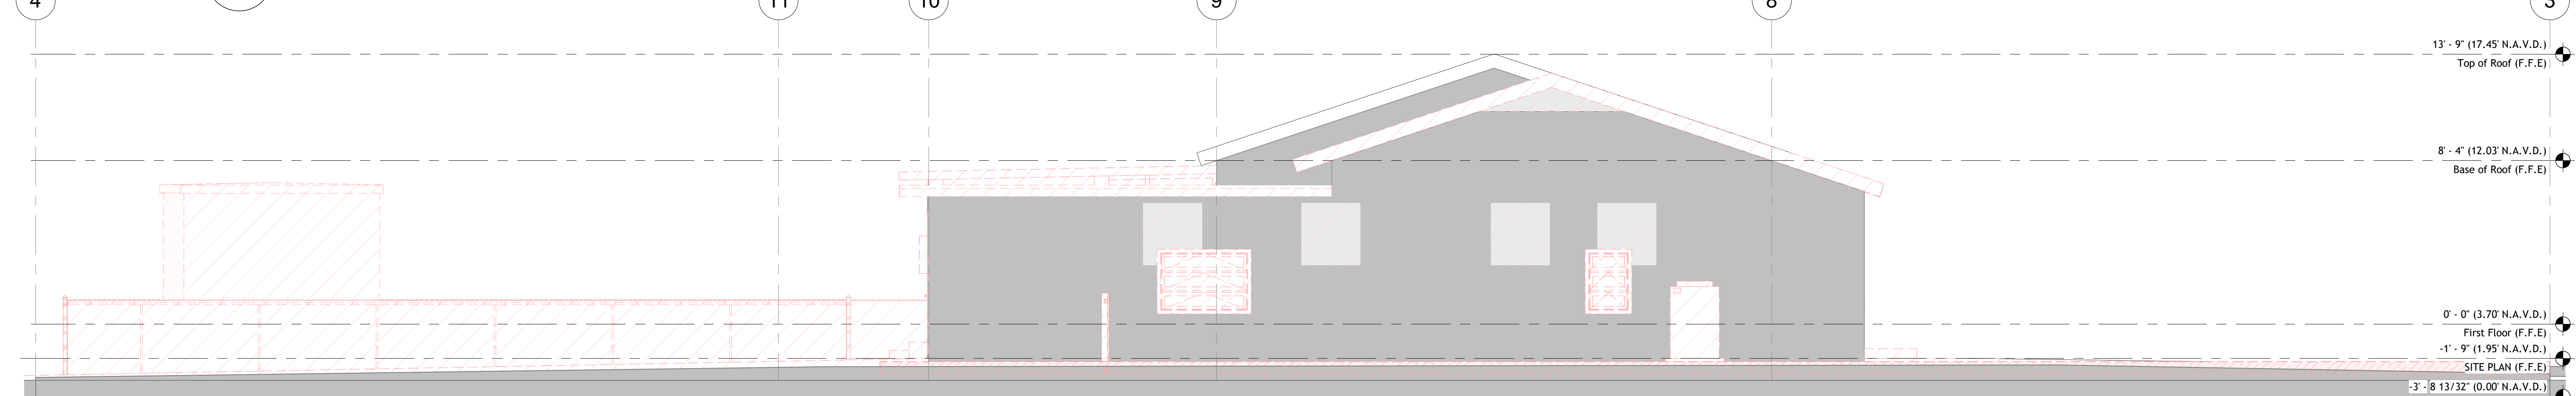 4
11
10
9
8
3
13' - 9" (17.45' N.A.V.D.)
Top of Roof (F.F.E)
8' - 4" (12.03' N.A.V.D.)
Base of Roof (F.F.E)
0' - 0" (3.70' N.A.V.D.)
First Floor (F.F.E)
-1' - 9" (1.95' N.A.V.D.)
SITE PLAN (F.F.E)
-3' - 8 13/32" (0.00' N.A.V.D.)